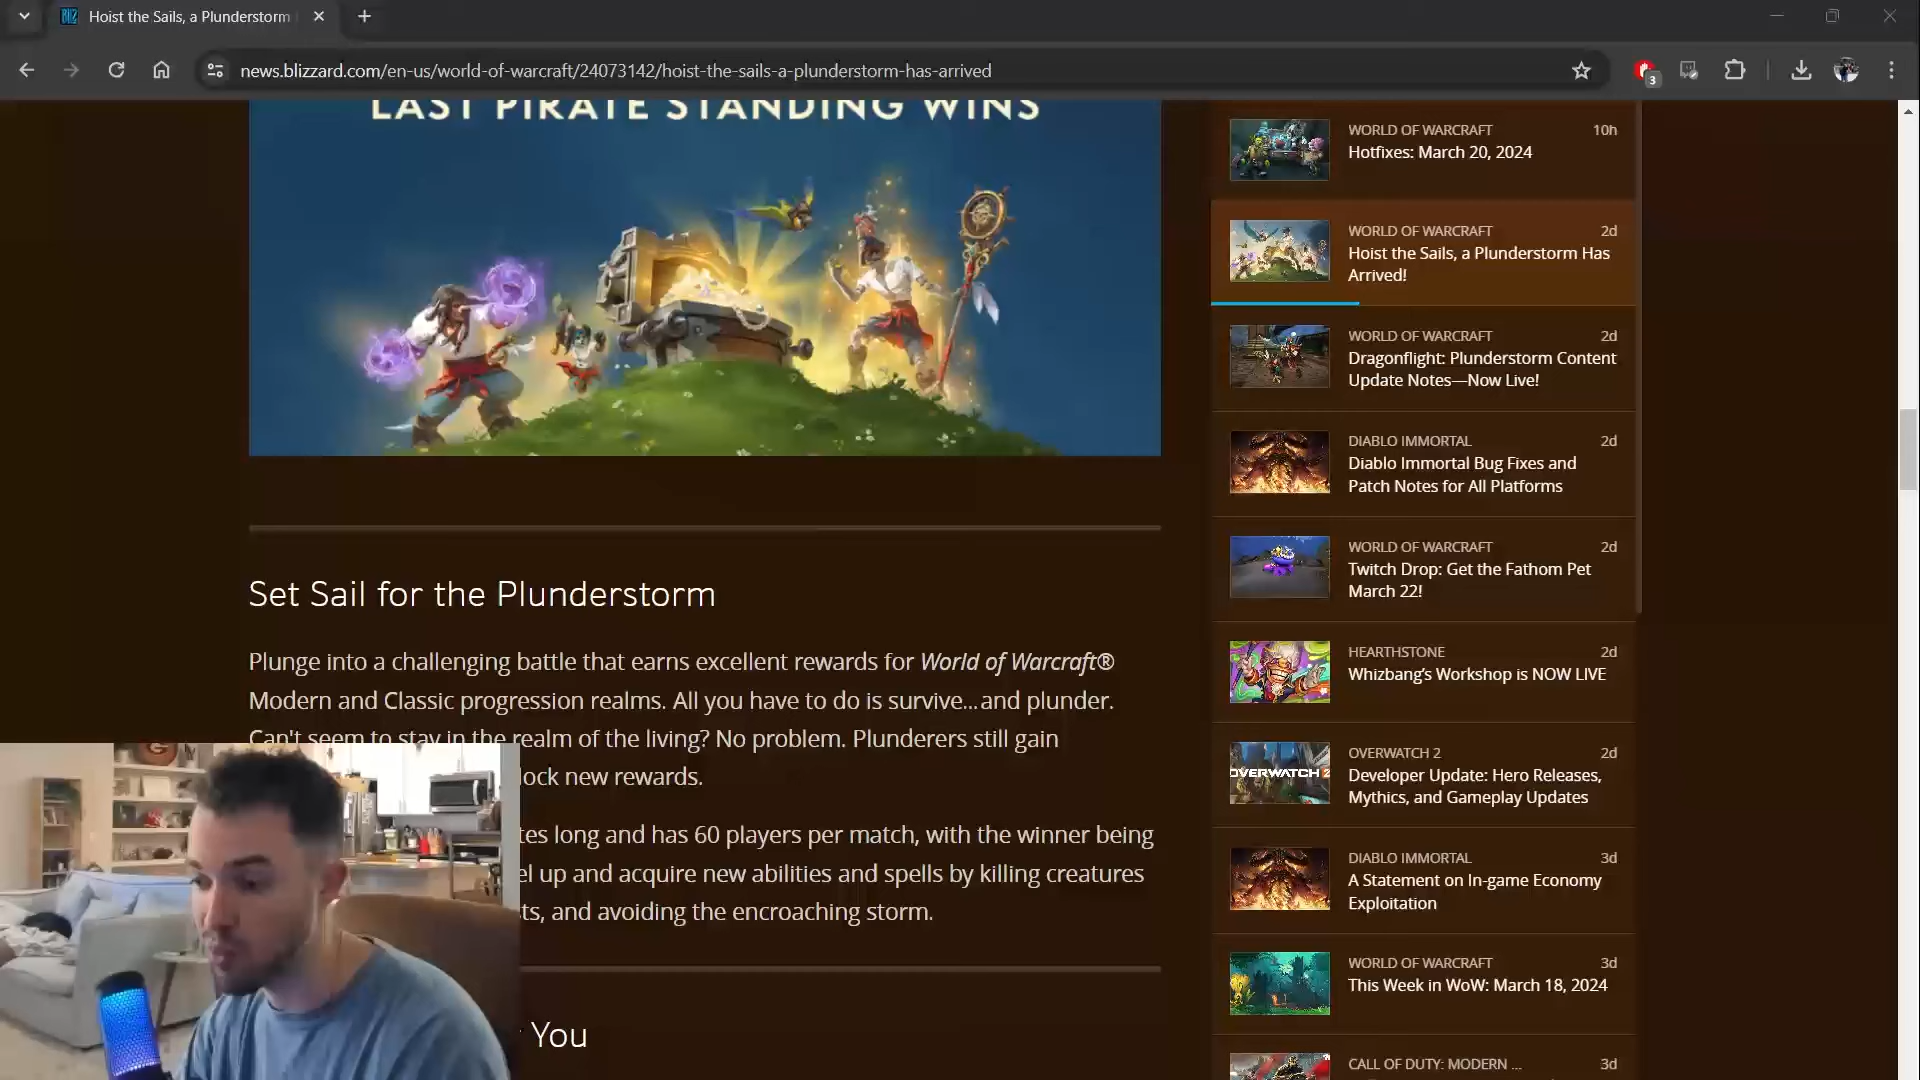 Hoist the Sails, a Plunderstorm
news.blizzard.com/en-us/world-of-warcraft/24073142/hoist-the-sails-a-plunderstorm-has-arrived
3
LAST PIRATE STANDING WINS
Set Sail for the Plunderstorm
Plunge into a challenging battle that earns excellent rewards for World of Warcraft®
Modern and Classic progression realms. All you have to do is survive...and plunder.
Can't seem to stay in the realm of the living? No problem. Plunderers still gain
lock new rewards.
tes long and has 60 players per match, with the winner being
el up and acquire new abilities and spells by killing creatures
ts, and avoiding the encroaching storm.
You
WORLD OF WARCRAFT 10h
Hotfixes: March 20, 2024
WORLD OF WARCRAFT 2d
Hoist the Sails, a Plunderstorm Has
Arrived!
WORLD OF WARCRAFT 2d
Dragonflight: Plunderstorm Content
Update Notes—Now Live!
DIABLO IMMORTAL 2d
Diablo Immortal Bug Fixes and
Patch Notes for All Platforms
WORLD OF WARCRAFT 2d
Twitch Drop: Get the Fathom Pet
March 22!
HEARTHSTONE 2d
Whizbang’s Workshop is NOW LIVE
OVERWATCH 2 2d
OVERWATCH 2
Developer Update: Hero Releases,
Mythics, and Gameplay Updates
DIABLO IMMORTAL 3d
A Statement on In-game Economy
Exploitation
WORLD OF WARCRAFT 3d
This Week in WoW: March 18, 2024
CALL OF DUTY: MODERN ... 3d